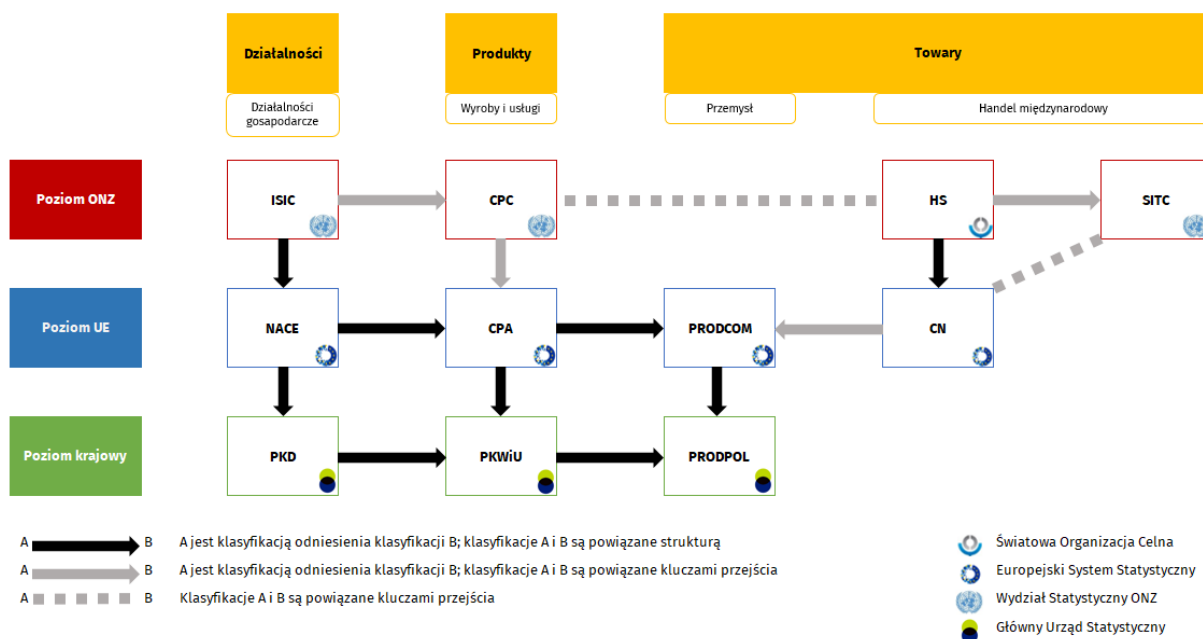 Działalności
Produkty
Towary
Działalności
gosapodarcze
Wyroby i usługi
Przemysł
Handel międzynarodowy
Poziom ONZ
ISIC
CPC
HS
SITC
Poziom UE
NACE
CPA
PRODCOM
CN
Poziom krajowy
PKD
PKWiU
PRODPOL
A B A jest klasyfikacją odniesienia klasyfikacji B; klasyfikacje A i B są powiązane strukturą
A B A jest klasyfikacją odniesienia klasyfikacji B; klasyfikacje A i B są powiązane kluczami przejścia
A B Klasyfikacje A i B są powiązane kluczami przejścia
Światowa Organizacja Celna
Europejski System Statystyczny
Wydział Statystyczny ONZ
Główny Urząd Statystyczny